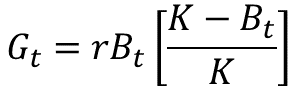 G_t = rB_t [(K − B_t) / K]